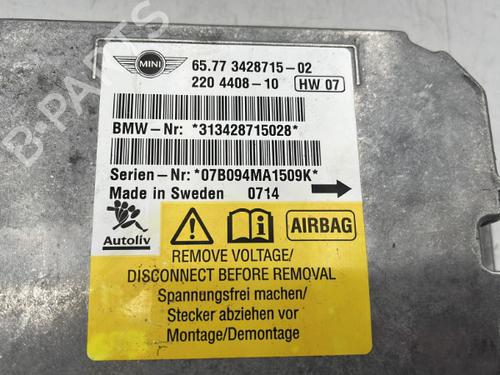 MINI
65.77 3428715-02
220 4408-10 HW 07
BMW-Nr: *313428715028*
Serien-Nr: *07B094MA1509K*
Made in Sweden 0714
Autoliv
AIRBAG
REMOVE VOLTAGE/
DISCONNECT BEFORE REMOVAL
Spannungsfrei machen/
Stecker abziehen vor
Montage/Demontage